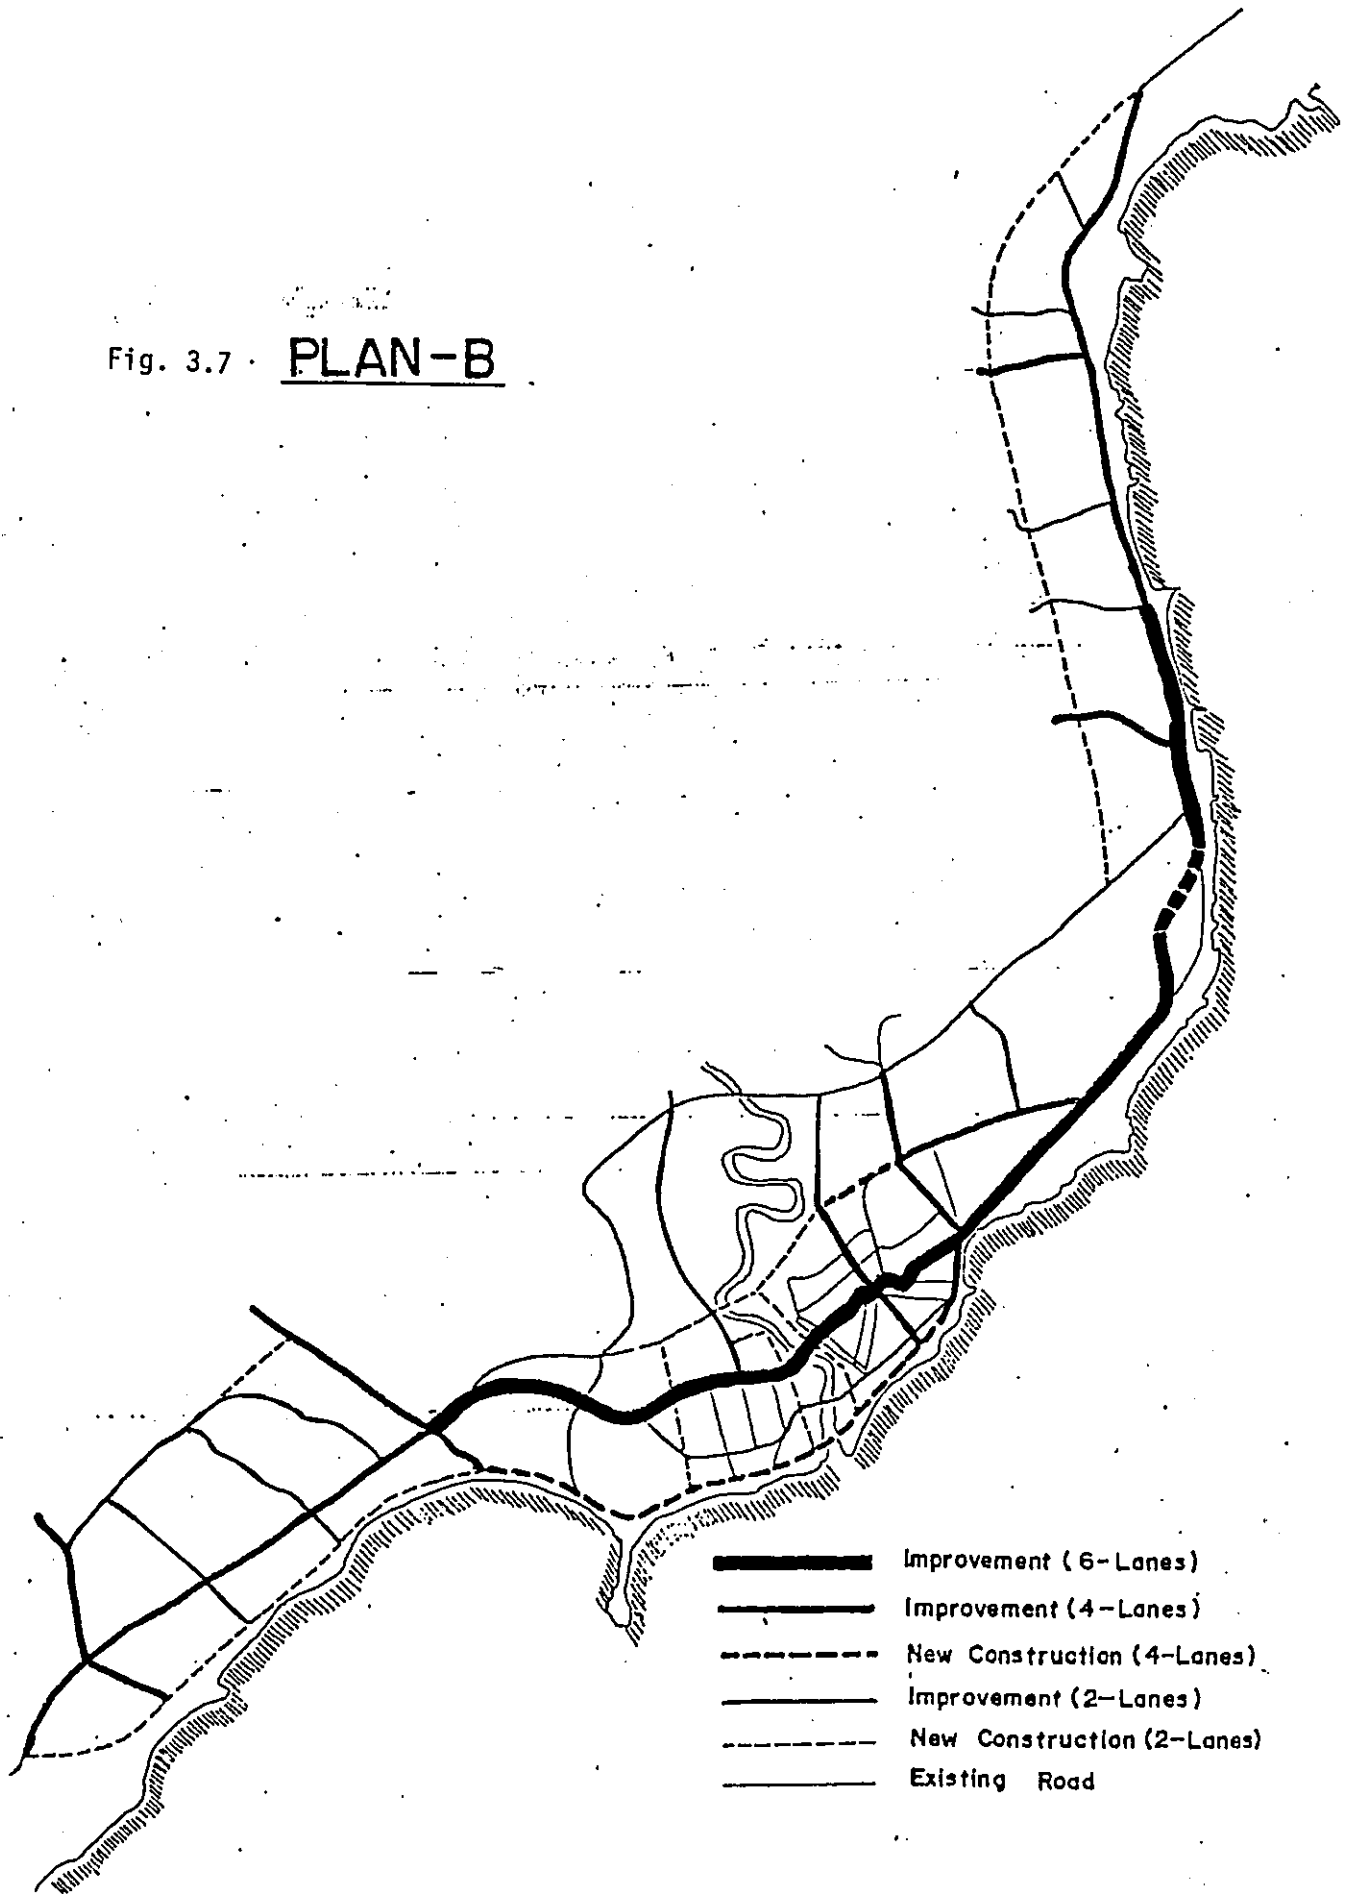 Fig. 3.7 PLAN-B
Improvement (6-Lanes)
Improvement (4-Lanes)
New Construction (4-Lanes)
Improvement (2-Lanes)
New Construction (2-Lanes)
Existing Road